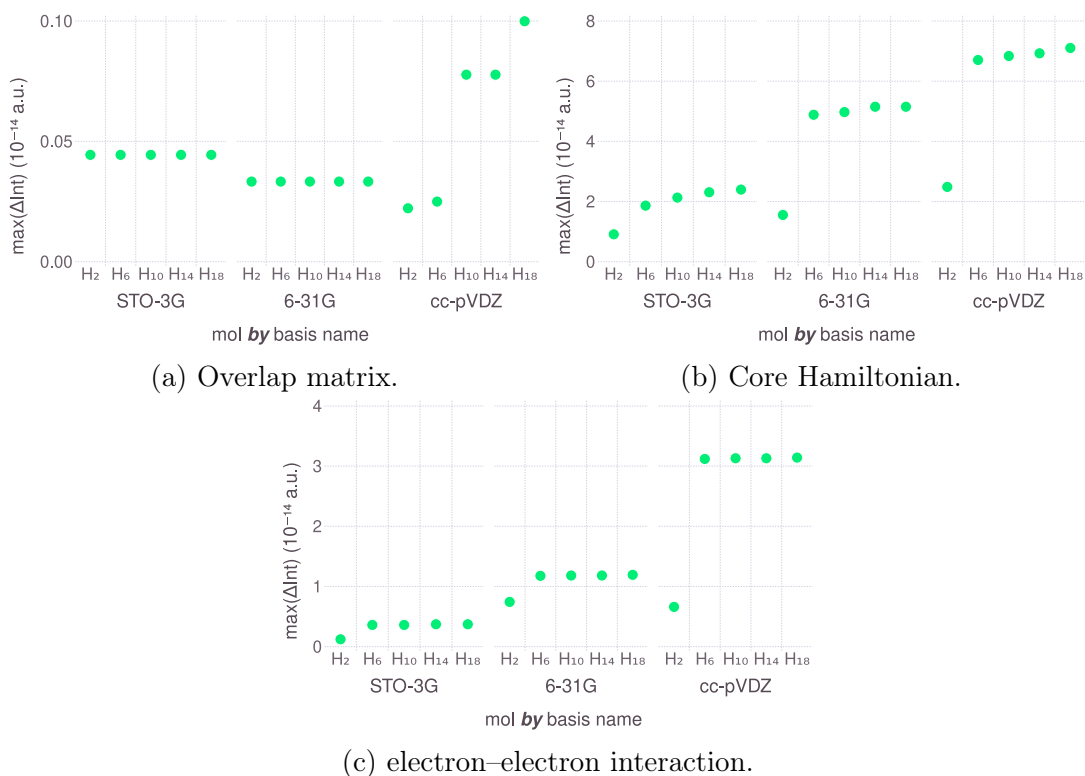 max(ΔInt) (10⁻¹⁴ a.u.)
0.10
0.05
0.00
H₂ H₆ H₁₀ H₁₄ H₁₈ H₂ H₆ H₁₀ H₁₄ H₁₈ H₂ H₆ H₁₀ H₁₄ H₁₈
STO-3G 6-31G cc-pVDZ
mol by basis name
(a) Overlap matrix.
max(ΔInt) (10⁻¹⁴ a.u.)
8
6
4
2
0
H₂ H₆ H₁₀ H₁₄ H₁₈ H₂ H₆ H₁₀ H₁₄ H₁₈ H₂ H₆ H₁₀ H₁₄ H₁₈
STO-3G 6-31G cc-pVDZ
mol by basis name
(b) Core Hamiltonian.
max(ΔInt) (10⁻¹⁴ a.u.)
4
3
2
1
0
H₂ H₆ H₁₀ H₁₄ H₁₈ H₂ H₆ H₁₀ H₁₄ H₁₈ H₂ H₆ H₁₀ H₁₄ H₁₈
STO-3G 6-31G cc-pVDZ
mol by basis name
(c) electron–electron interaction.